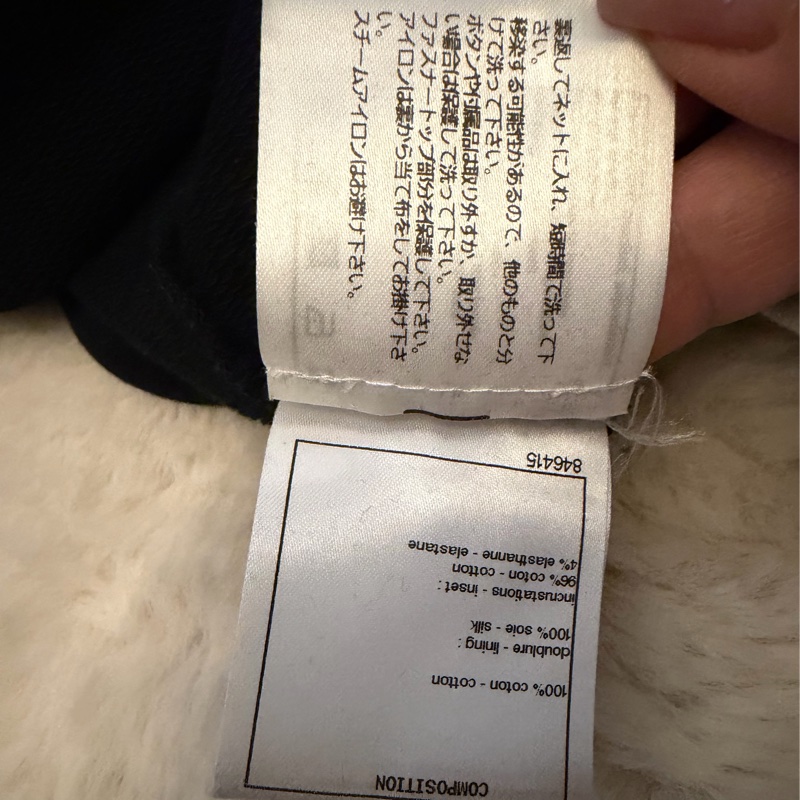 裏返してネットに入れ、短時間で洗って下
さい。
移染する可能性があるので、他のものと分
けて洗って下さい。
ボタンや付属品は取り外すか、取り外せな
い場合は保護して洗って下さい。
ファスナートップ部分を保護して下さい。
アイロンは裏から当て布をしてお掛け下さ
い。
スチームアイロンはお避け下さい。
COMPOSITION
100% coton - cotton
doublure - lining :
100% soie - silk
incrustations - inset :
96% coton - cotton
4% elasthanne - elastane
846415